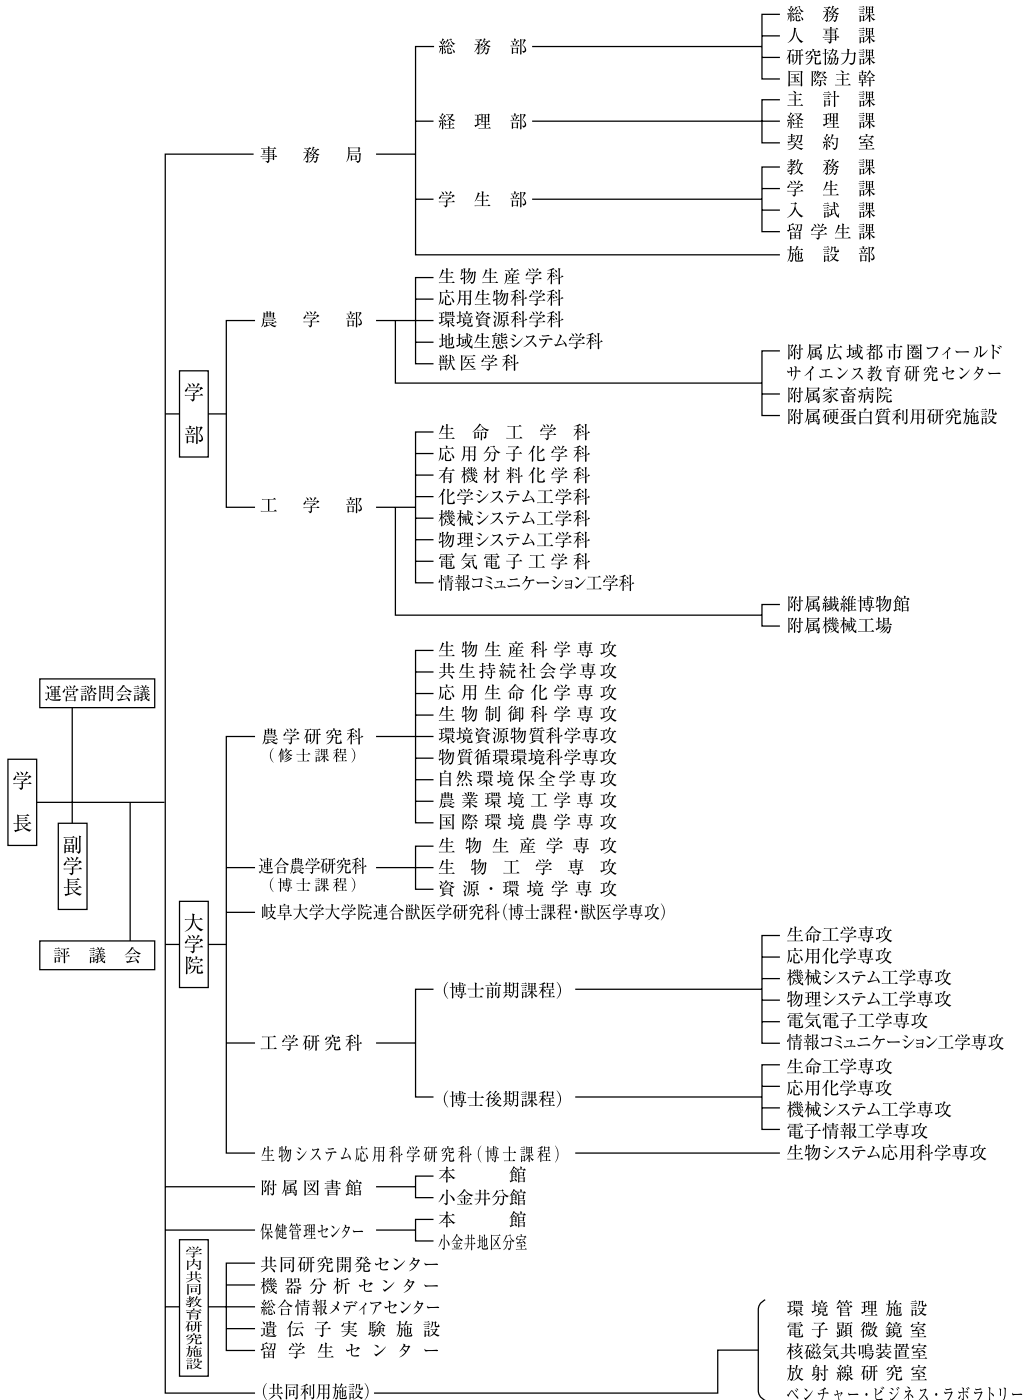 学長
運営諮問会議
副学長
評議会
事務局
総務部
総務課
人事課
研究協力課
国際主幹
経理部
主計課
経理課
契約室
学生部
教務課
学生課
入試課
留学生課
施設部
学部
農学部
生物生産学科
応用生物科学科
環境資源科学科
地域生態システム学科
獣医学科
附属広域都市圏フィールド
サイエンス教育研究センター
附属家畜病院
附属硬蛋白質利用研究施設
工学部
生命工学科
応用分子化学科
有機材料化学科
化学システム工学科
機械システム工学科
物理システム工学科
電気電子工学科
情報コミュニケーション工学科
附属繊維博物館
附属機械工場
大学院
農学研究科
(修士課程)
生物生産科学専攻
共生持続社会学専攻
応用生命化学専攻
生物制御科学専攻
環境資源物質科学専攻
物質循環環境科学専攻
自然環境保全学専攻
農業環境工学専攻
国際環境農学専攻
連合農学研究科
(博士課程)
生物生産学専攻
生物工学専攻
資源・環境学専攻
岐阜大学大学院連合獣医学研究科(博士課程・獣医学専攻)
工学研究科
(博士前期課程)
生命工学専攻
応用化学専攻
機械システム工学専攻
物理システム工学専攻
電気電子工学専攻
情報コミュニケーション工学専攻
(博士後期課程)
生命工学専攻
応用化学専攻
機械システム工学専攻
電子情報工学専攻
生物システム応用科学研究科(博士課程)
生物システム応用科学専攻
附属図書館
本館
小金井分館
保健管理センター
本館
小金井地区分室
学内共同教育研究施設
共同研究開発センター
機器分析センター
総合情報メディアセンター
遺伝子実験施設
留学生センター
(共同利用施設)
環境管理施設
電子顕微鏡室
核磁気共鳴装置室
放射線研究室
ベンチャー・ビジネス・ラボラトリー